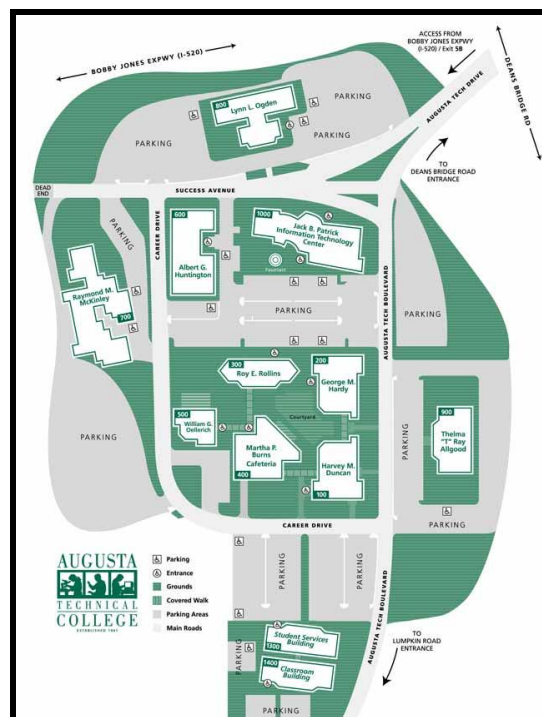 ACCESS FROM
BOBBY JONES EXPWY
(I-520) / Exit 5B
BOBBY JONES EXPWY (I-520)
DEANS BRIDGE RD
AUGUSTA TECH DRIVE
800
Lynn L. Ogden
PARKING
PARKING
PARKING
TO
DEANS BRIDGE ROAD
ENTRANCE
DEAD
END
SUCCESS AVENUE
CAREER DRIVE
PARKING
600
Albert G.
Huntington
1000
Jack B. Patrick
Information Technology
Center
Fountain
Raymond M.
McKinley
700
PARKING
PARKING
AUGUSTA TECH BOULEVARD
300
Roy E. Rollins
200
George M.
Hardy
500
William G.
Oellerich
Courtyard
Martha P.
Burns
Cafeteria
400
Harvey M.
Duncan
100
PARKING
PARKING
900
Thelma
"T" Ray
Allgood
PARKING
CAREER DRIVE
AUGUSTA
TECHNICAL
COLLEGE
Parking
Entrance
Grounds
Covered Walk
Parking Areas
Main Roads
PARKING
PARKING
AUGUSTA TECH BOULEVARD
Student Services
Building
1300
PARKING
1400
Classroom
Building
PARKING
TO
LUMPKIN ROAD
ENTRANCE